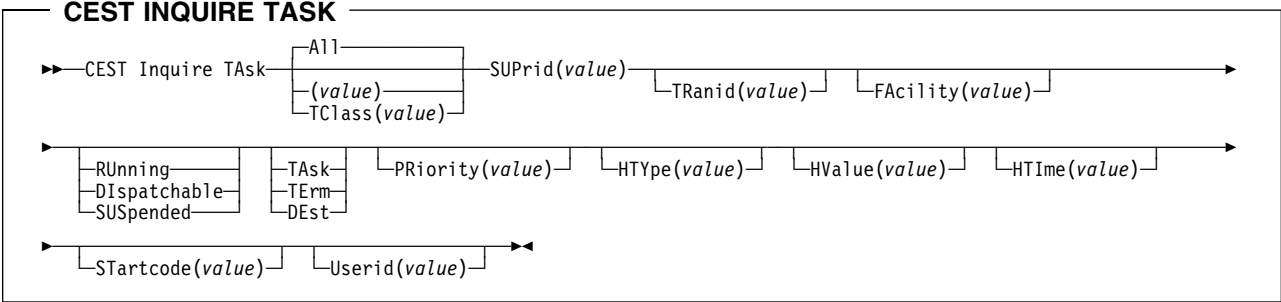 CEST INQUIRE TASK
All
CEST Inquire TAsk SUPrid(value)
(value) TRanid(value) FAcility(value)
TClass(value)
RUnning TAsk PRiority(value) HTYpe(value) HValue(value) HTIme(value)
DIspatchable TErm
SUSpended DEst
STartcode(value) Userid(value)